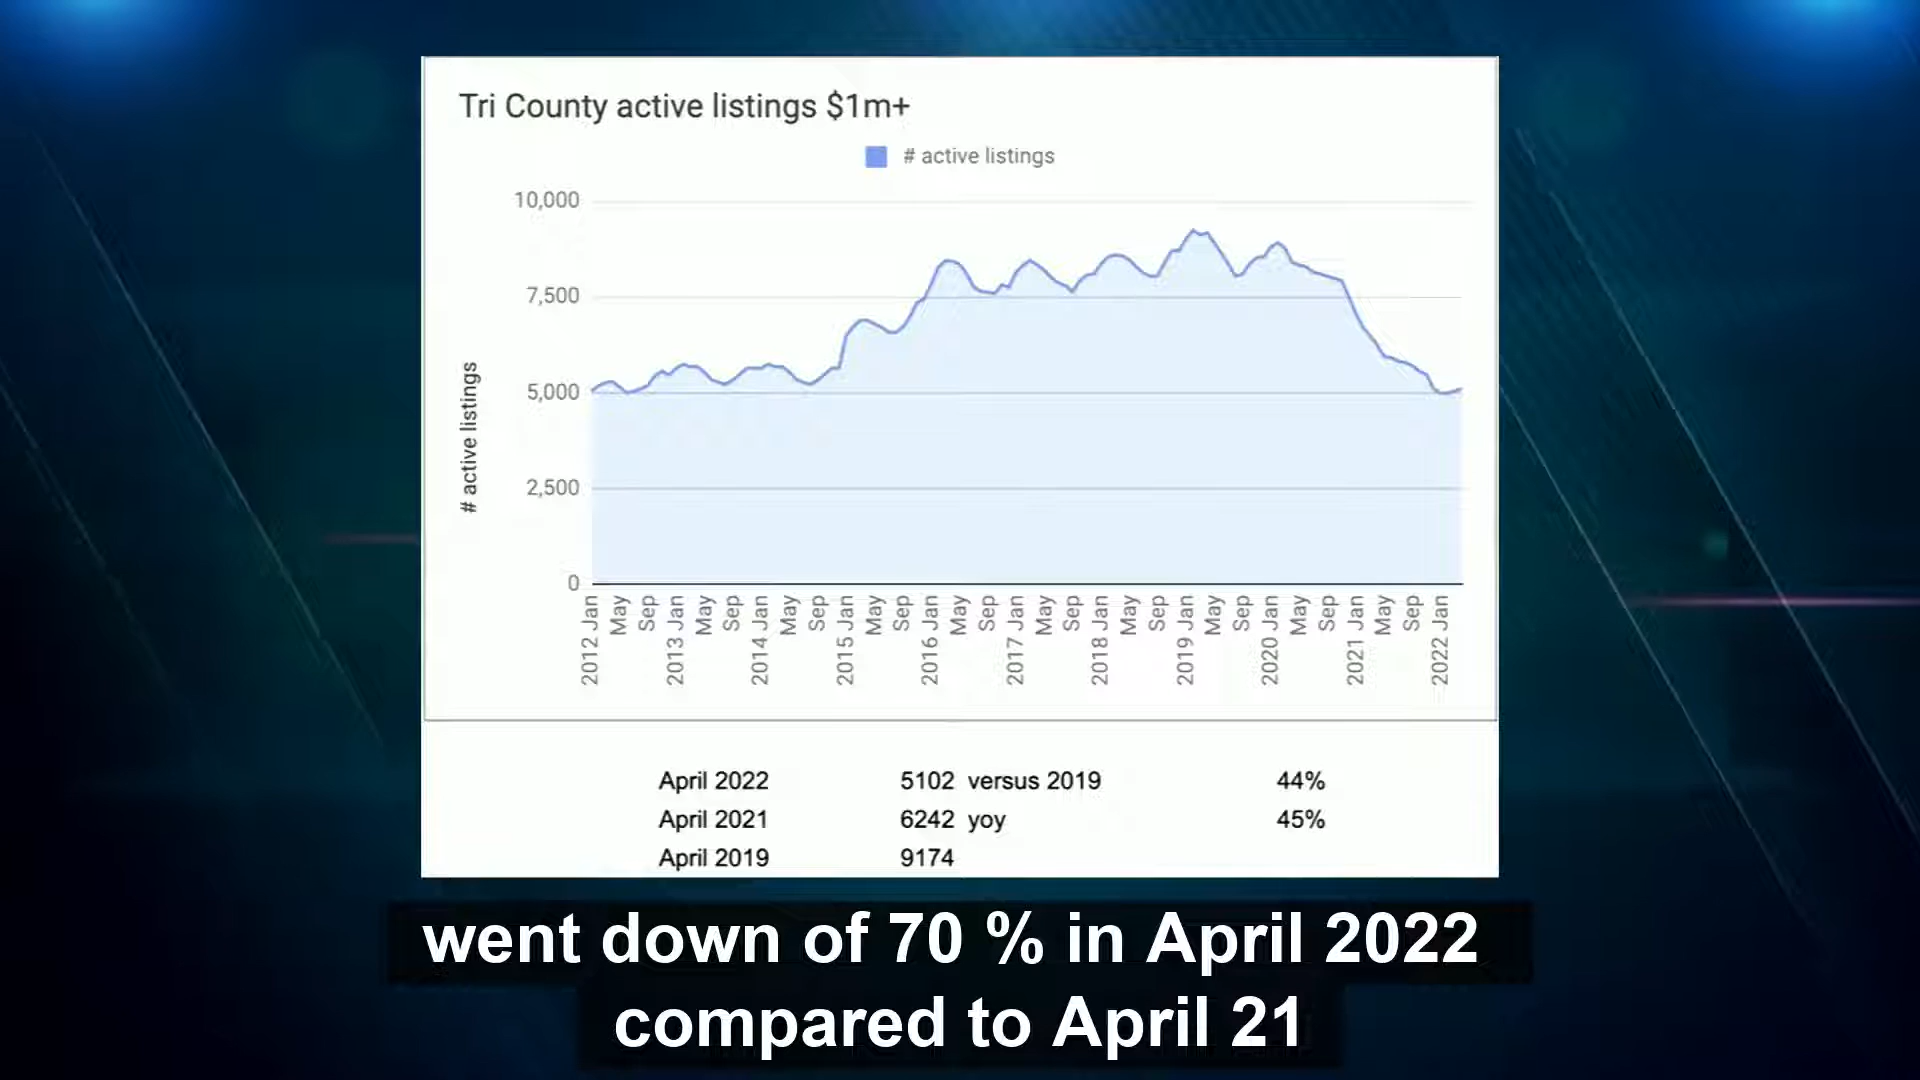 Tri County active listings $1m+
# active listings
10,000
7,500
5,000
2,500
0
# active listings
2012 Jan
May
Sep
2013 Jan
May
Sep
2014 Jan
May
Sep
2015 Jan
May
Sep
2016 Jan
May
Sep
2017 Jan
May
Sep
2018 Jan
May
Sep
2019 Jan
May
Sep
2020 Jan
May
Sep
2021 Jan
May
Sep
2022 Jan
April 2022 5102 versus 2019 44%
April 2021 6242 yoy 45%
April 2019 9174
went down of 70 % in April 2022
compared to April 21